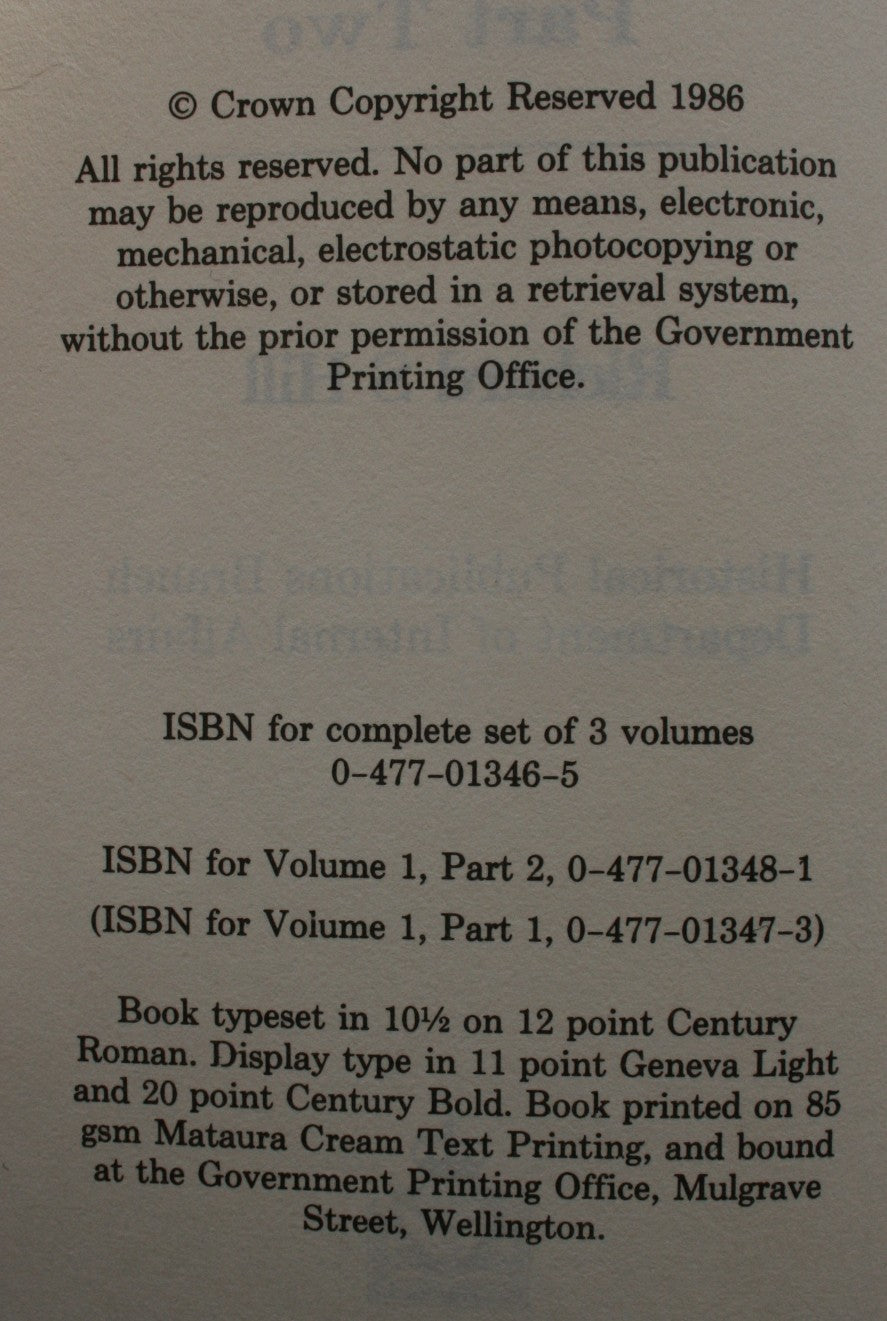 © Crown Copyright Reserved 1986
All rights reserved. No part of this publication
may be reproduced by any means, electronic,
mechanical, electrostatic photocopying or
otherwise, or stored in a retrieval system,
without the prior permission of the Government
Printing Office.
ISBN for complete set of 3 volumes
0-477-01346-5
ISBN for Volume 1, Part 2, 0-477-01348-1
(ISBN for Volume 1, Part 1, 0-477-01347-3)
Book typeset in 10½ on 12 point Century
Roman. Display type in 11 point Geneva Light
and 20 point Century Bold. Book printed on 85
gsm Mataura Cream Text Printing, and bound
at the Government Printing Office, Mulgrave
Street, Wellington.